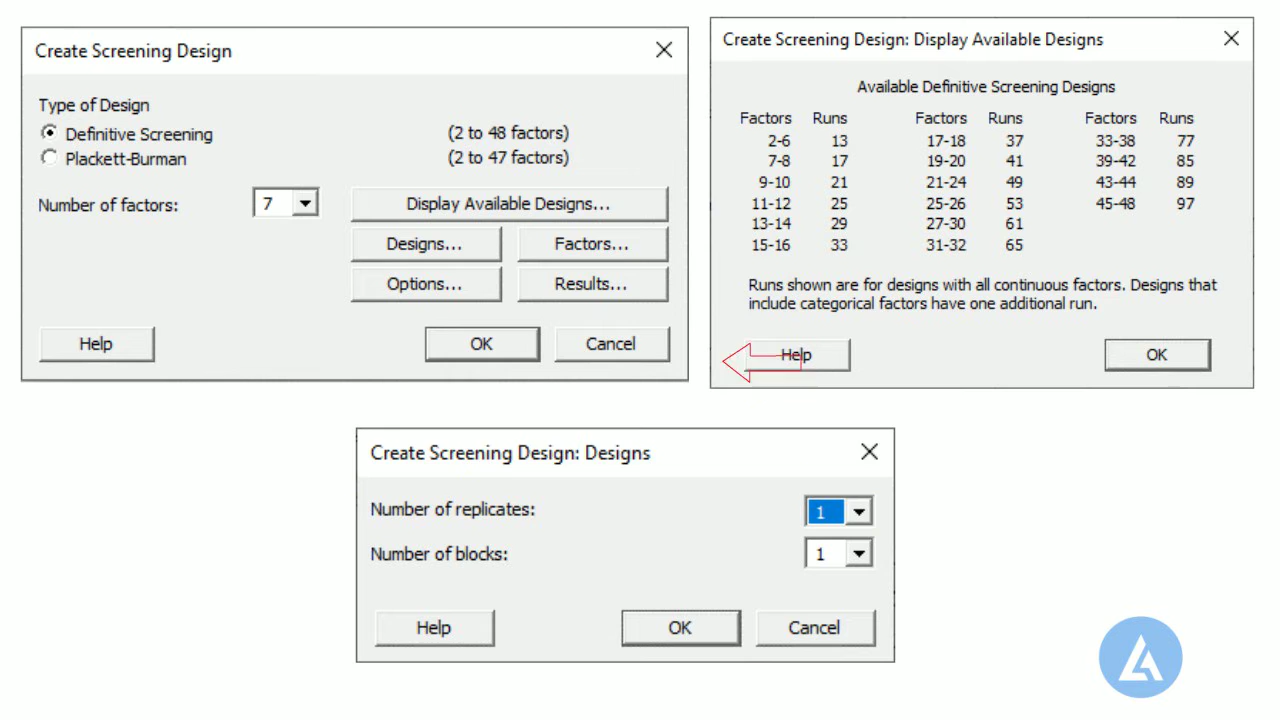 Create Screening Design
Type of Design
Definitive Screening (2 to 48 factors)
Plackett-Burman (2 to 47 factors)
Number of factors: 7 Display Available Designs...
Designs... Factors...
Options... Results...
Help OK Cancel
Create Screening Design: Display Available Designs
Available Definitive Screening Designs
Factors Runs Factors Runs Factors Runs
2-6 13 17-18 37 33-38 77
7-8 17 19-20 41 39-42 85
9-10 21 21-24 49 43-44 89
11-12 25 25-26 53 45-48 97
13-14 29 27-30 61
15-16 33 31-32 65
Runs shown are for designs with all continuous factors. Designs that
include categorical factors have one additional run.
Help OK
Create Screening Design: Designs
Number of replicates: 1
Number of blocks: 1
Help OK Cancel